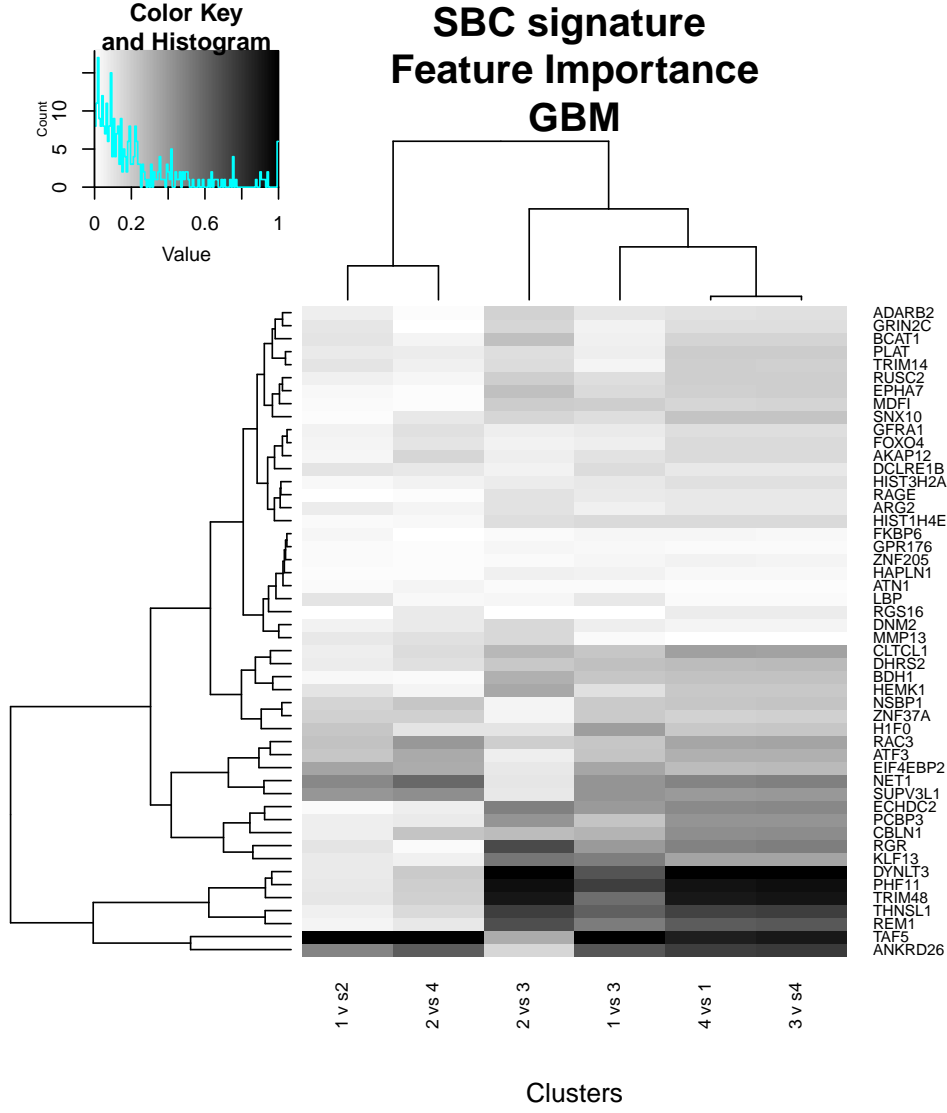 Color Key
and Histogram
SBC signature
Feature Importance
GBM
Count
0 5 10
0 0.2 0.6 1
Value
ADARB2
GRIN2C
BCAT1
PLAT
TRIM14
RUSC2
EPHA7
MDFI
SNX10
GFRA1
FOXO4
AKAP12
DCLRE1B
HIST3H2A
RAGE
ARG2
HIST1H4E
FKBP6
GPR176
ZNF205
HAPLN1
ATN1
LBP
RGS16
DNM2
MMP13
CLTCL1
DHRS2
BDH1
HEMK1
NSBP1
ZNF37A
H1F0
RAC3
ATF3
EIF4EBP2
NET1
SUPV3L1
ECHDC2
PCBP3
CBLN1
RGR
KLF13
DYNLT3
PHF11
TRIM48
THNSL1
REM1
TAF5
ANKRD26
1 v s2
2 vs 4
2 vs 3
1 vs 3
4 vs 1
3 v s4
Clusters